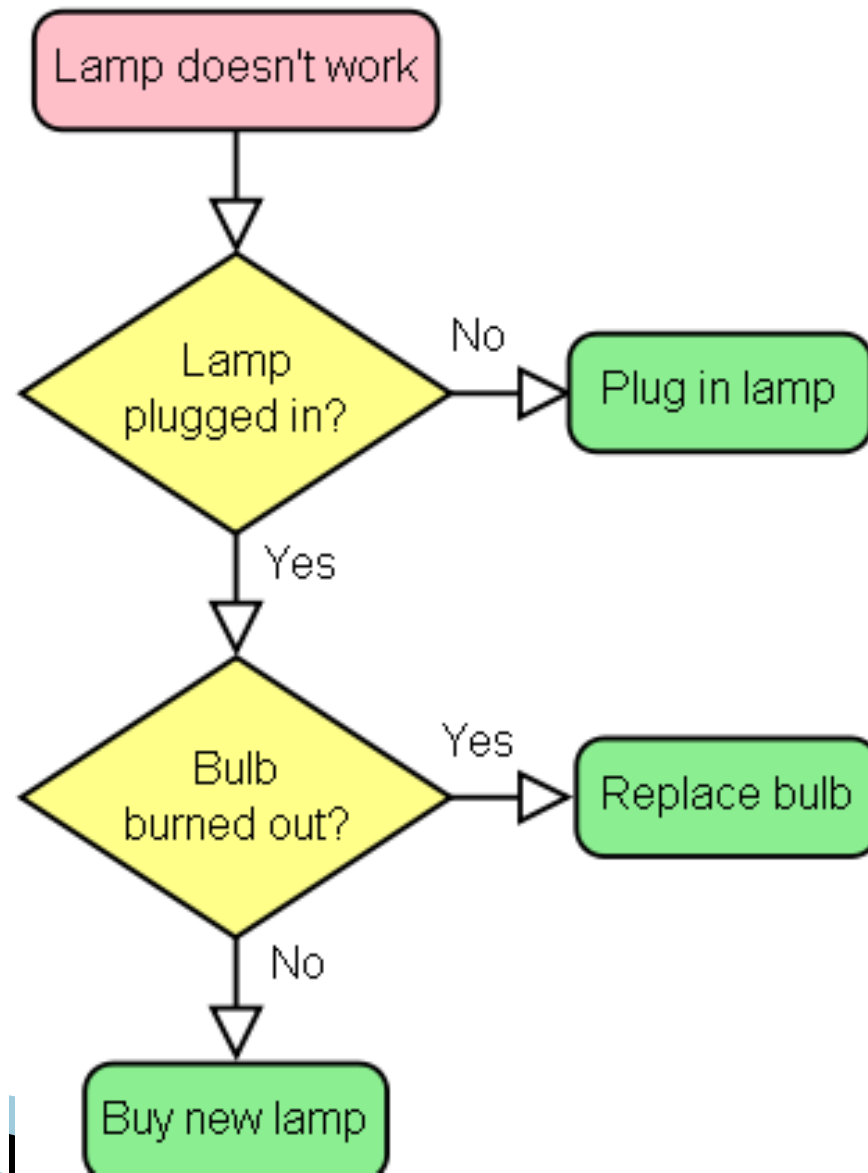 Lamp doesn't work
Lamp
plugged in?
No
Plug in lamp
Yes
Bulb
burned out?
Yes
Replace bulb
No
Buy new lamp